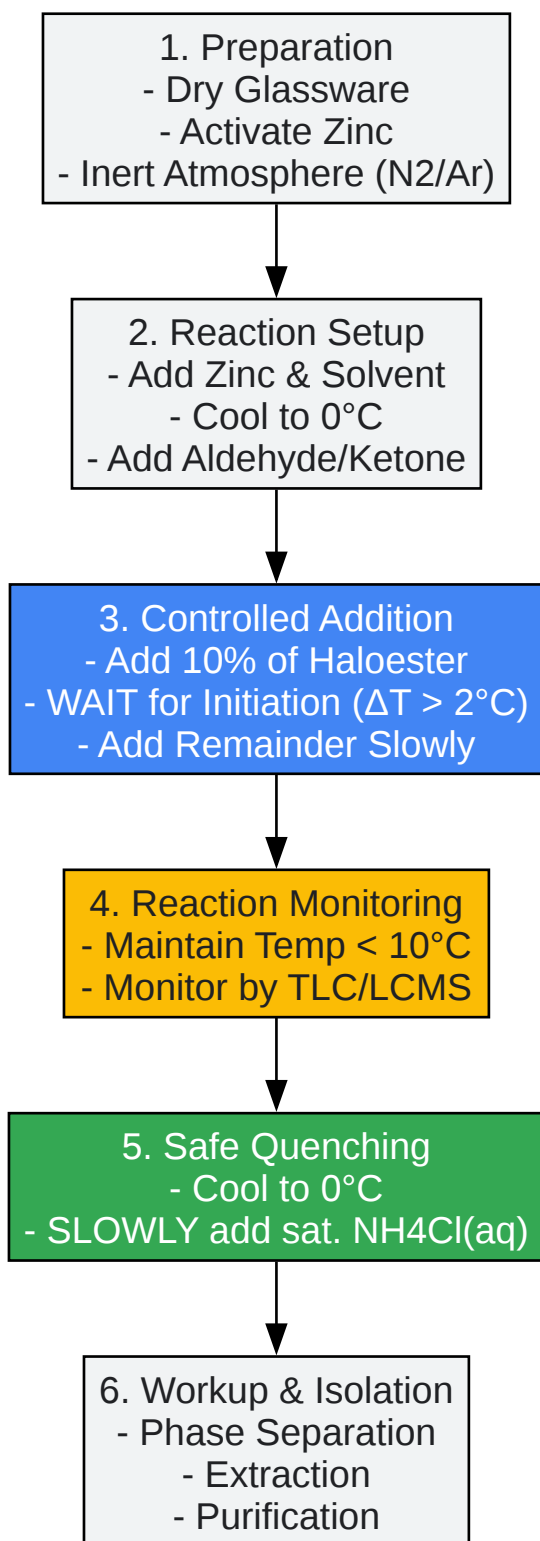 1. Preparation
- Dry Glassware
- Activate Zinc
- Inert Atmosphere (N2/Ar)
2. Reaction Setup
- Add Zinc & Solvent
- Cool to 0°C
- Add Aldehyde/Ketone
3. Controlled Addition
- Add 10% of Haloester
- WAIT for Initiation (ΔT > 2°C)
- Add Remainder Slowly
4. Reaction Monitoring
- Maintain Temp < 10°C
- Monitor by TLC/LCMS
5. Safe Quenching
- Cool to 0°C
- SLOWLY add sat. NH4Cl(aq)
6. Workup & Isolation
- Phase Separation
- Extraction
- Purification